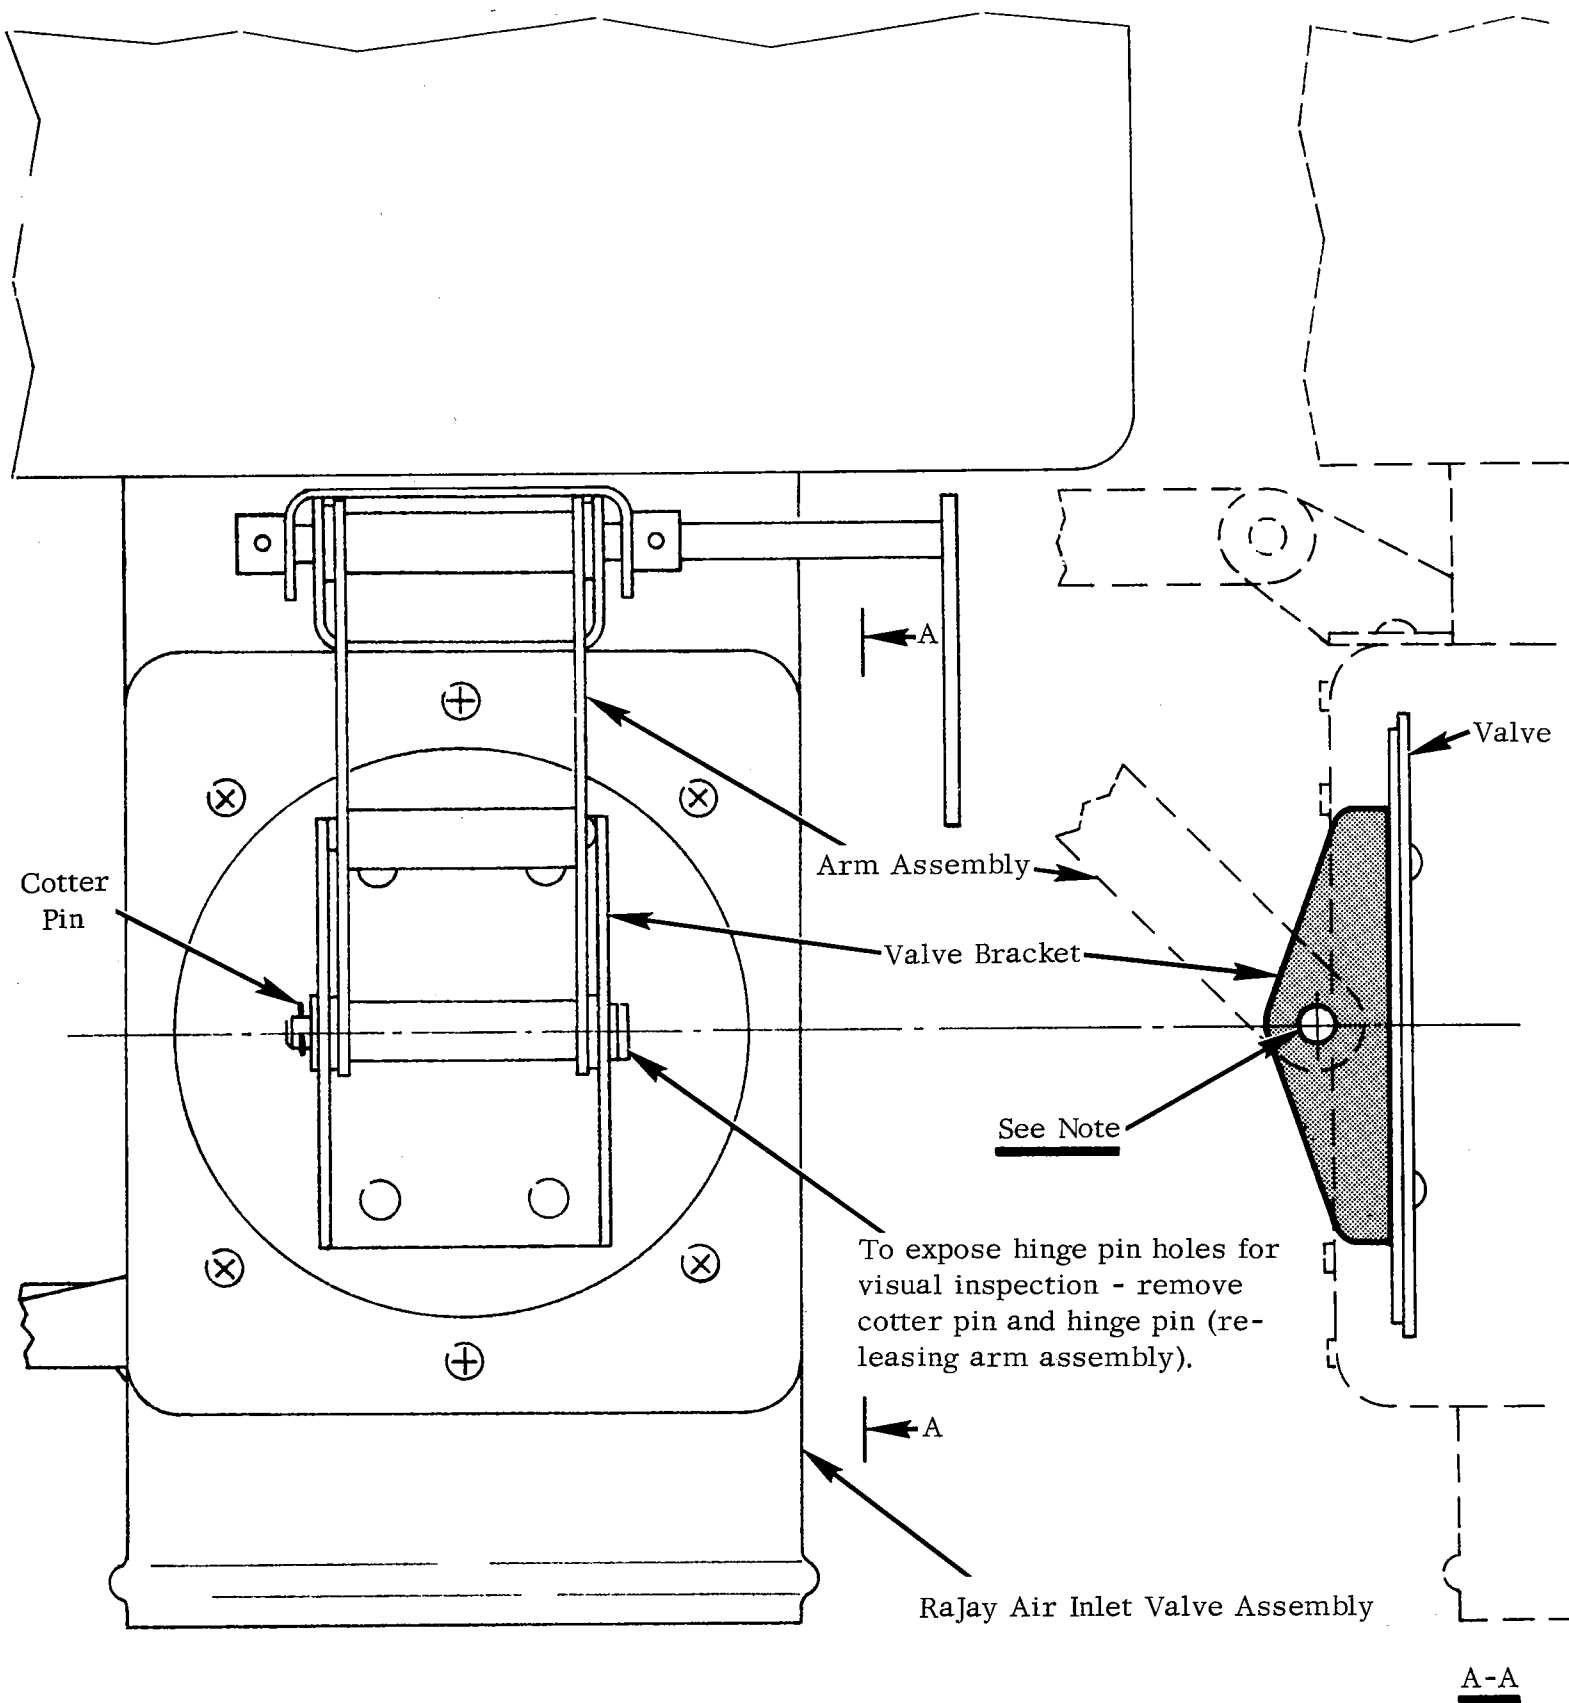 A
Valve
Arm Assembly
Cotter
Pin
Valve Bracket
See Note
To expose hinge pin holes for
visual inspection - remove
cotter pin and hinge pin (re-
leasing arm assembly).
A
RaJay Air Inlet Valve Assembly
A-A